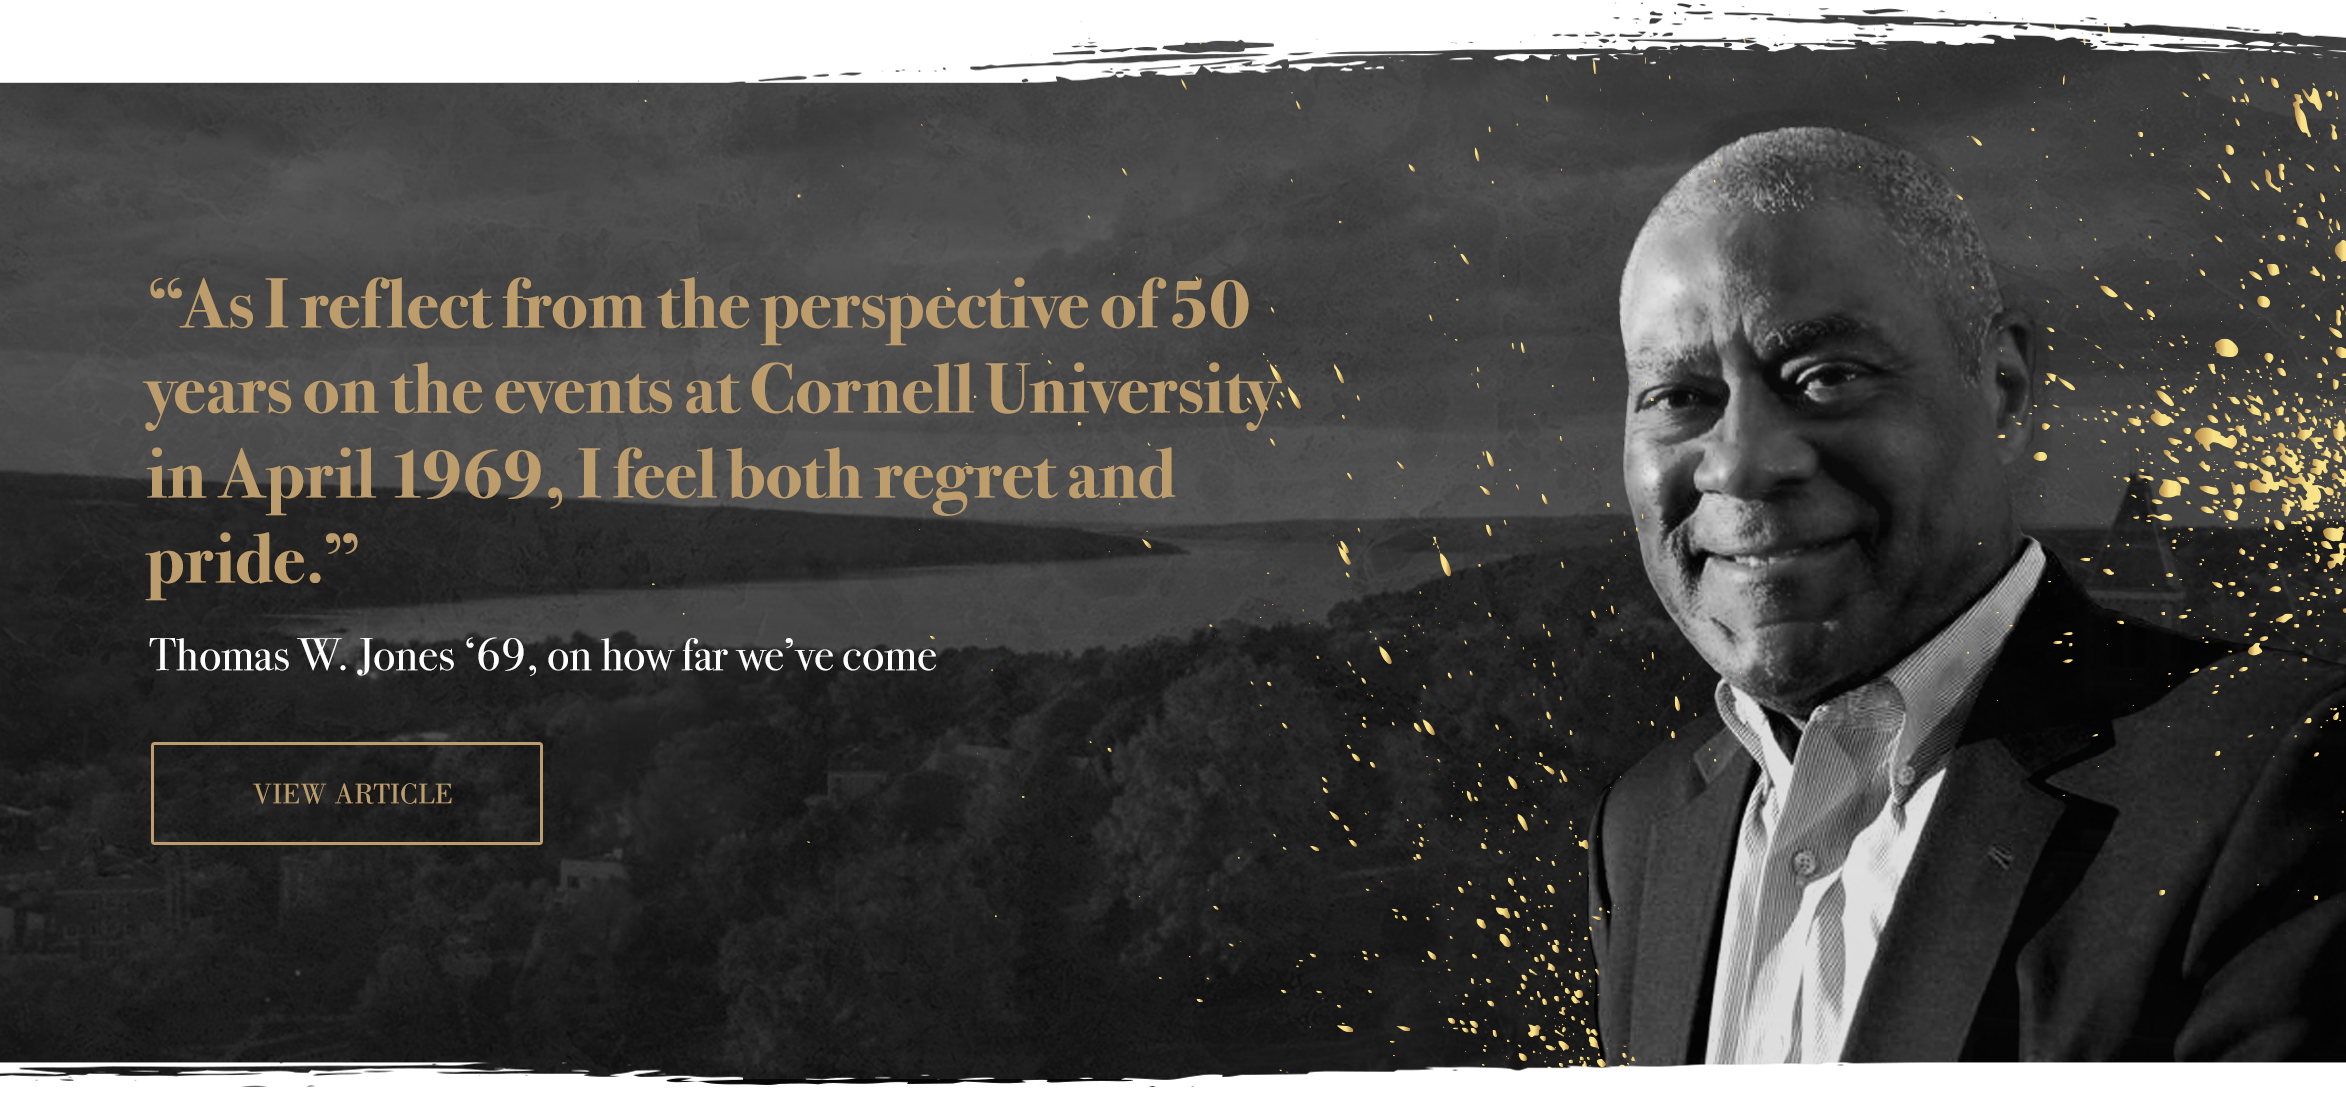 “As I reflect from the perspective of 50
years on the events at Cornell University
in April 1969, I feel both regret and
pride.”
Thomas W. Jones ‘69, on how far we’ve come
VIEW ARTICLE